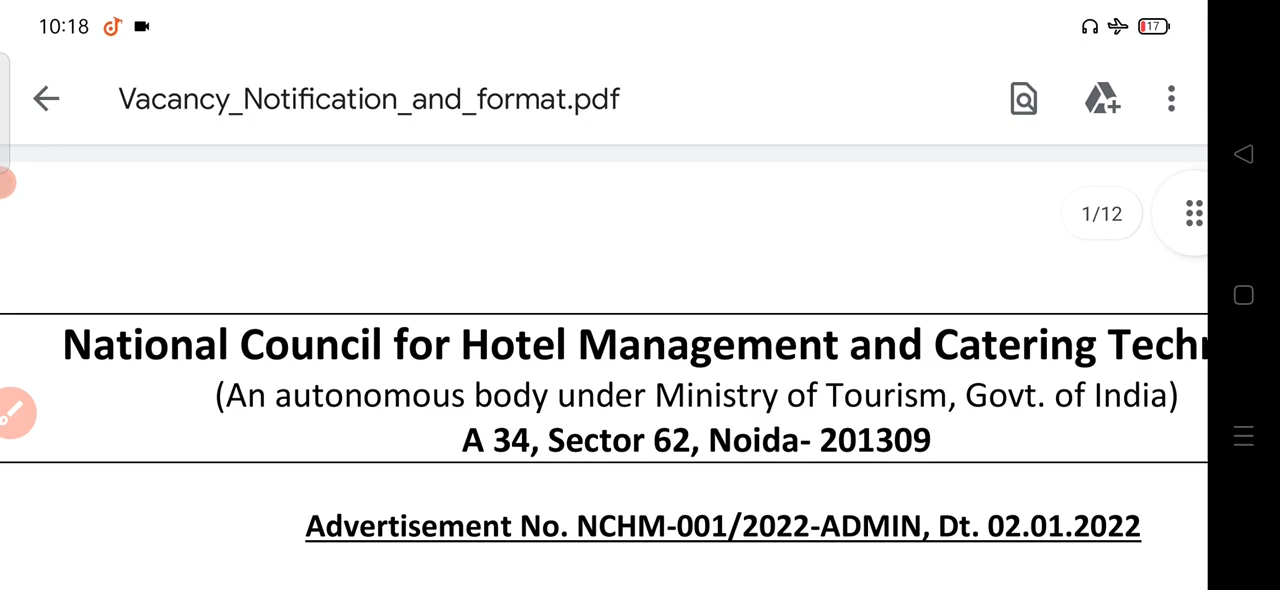 10:18
17
Vacancy_Notification_and_format.pdf
1/12
National Council for Hotel Management and Catering Techn
(An autonomous body under Ministry of Tourism, Govt. of India)
A 34, Sector 62, Noida- 201309
Advertisement No. NCHM-001/2022-ADMIN, Dt. 02.01.2022